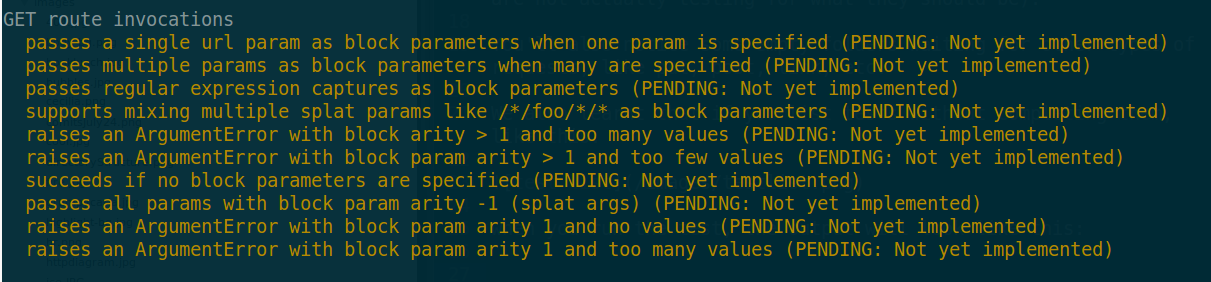 GET route invocations
passes a single url param as block parameters when one param is specified (PENDING: Not yet implemented)
passes multiple params as block parameters when many are specified (PENDING: Not yet implemented)
passes regular expression captures as block parameters (PENDING: Not yet implemented)
supports mixing multiple splat params like /*/foo/*/* as block parameters (PENDING: Not yet implemented)
raises an ArgumentError with block arity > 1 and too many values (PENDING: Not yet implemented)
raises an ArgumentError with block param arity > 1 and too few values (PENDING: Not yet implemented)
succeeds if no block parameters are specified (PENDING: Not yet implemented)
passes all params with block param arity -1 (splat args) (PENDING: Not yet implemented)
raises an ArgumentError with block param arity 1 and no values (PENDING: Not yet implemented)
raises an ArgumentError with block param arity 1 and too many values (PENDING: Not yet implemented)